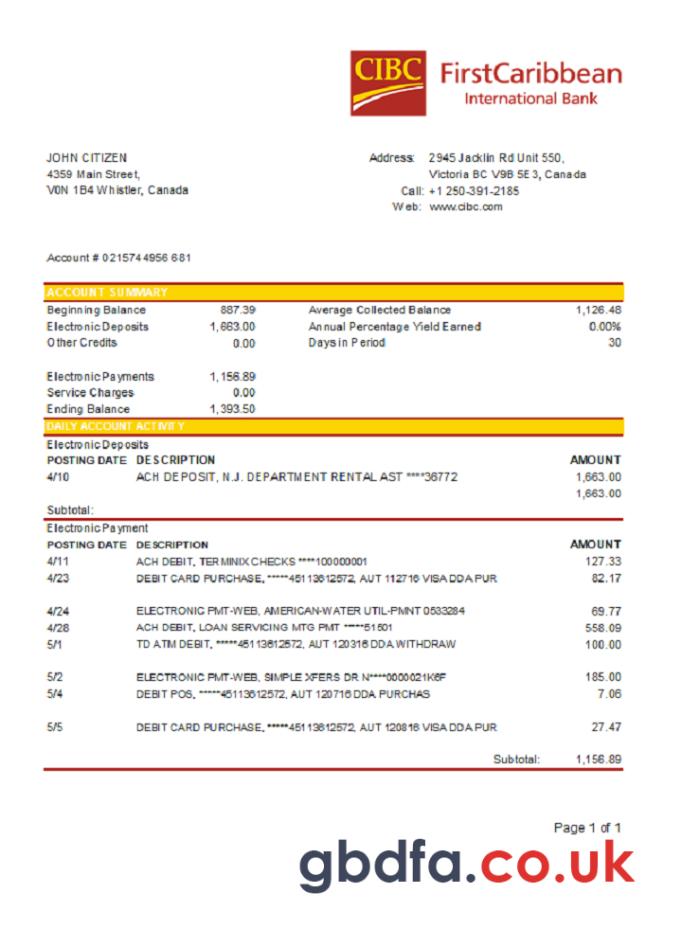 CIBC FirstCaribbean
International Bank
JOHN CITIZEN
4359 Main Street,
V0N 1B4 Whistler, Canada
Address: 2945 Jacklin Rd Unit 550,
Victoria BC V9B 5E3, Canada
Call: +1 250-391-2185
Web: www.cibc.com
Account # 0215744956 681
ACCOUNT SUMMARY
Beginning Balance 887.39 Average Collected Balance 1,126.48
Electronic Deposits 1,663.00 Annual Percentage Yield Earned 0.00%
Other Credits 0.00 Days in Period 30
Electronic Payments 1,156.89
Service Charges 0.00
Ending Balance 1,393.50
DAILY ACCOUNT ACTIVITY
Electronic Deposits
POSTING DATE DESCRIPTION AMOUNT
4/10 ACH DEPOSIT, N.J. DEPARTMENT RENTAL AST ****36772 1,663.00
1,663.00
Subtotal:
Electronic Payment
POSTING DATE DESCRIPTION AMOUNT
4/11 ACH DEBIT, TERMINIX CHECKS ****100000001 127.33
4/23 DEBIT CARD PURCHASE, *****45113612572, AUT 112716 VISA DDA PUR 82.17
4/24 ELECTRONIC PMT-WEB, AMERICAN-WATER UTIL-PMNT 0533284 69.77
4/28 ACH DEBIT, LOAN SERVICING MTG PMT *****51501 558.09
5/1 TD ATM DEBIT, *****45113612572, AUT 120316 DDA WITHDRAW 100.00
5/2 ELECTRONIC PMT-WEB, SIMPLE XFERS DR N****0000021K6F 185.00
5/4 DEBIT POS, *****45113612572, AUT 120716 DDA PURCHAS 7.06
5/5 DEBIT CARD PURCHASE, *****45113612572, AUT 120816 VISA DDA PUR 27.47
Subtotal: 1,156.89
Page 1 of 1
gbdfa.co.uk